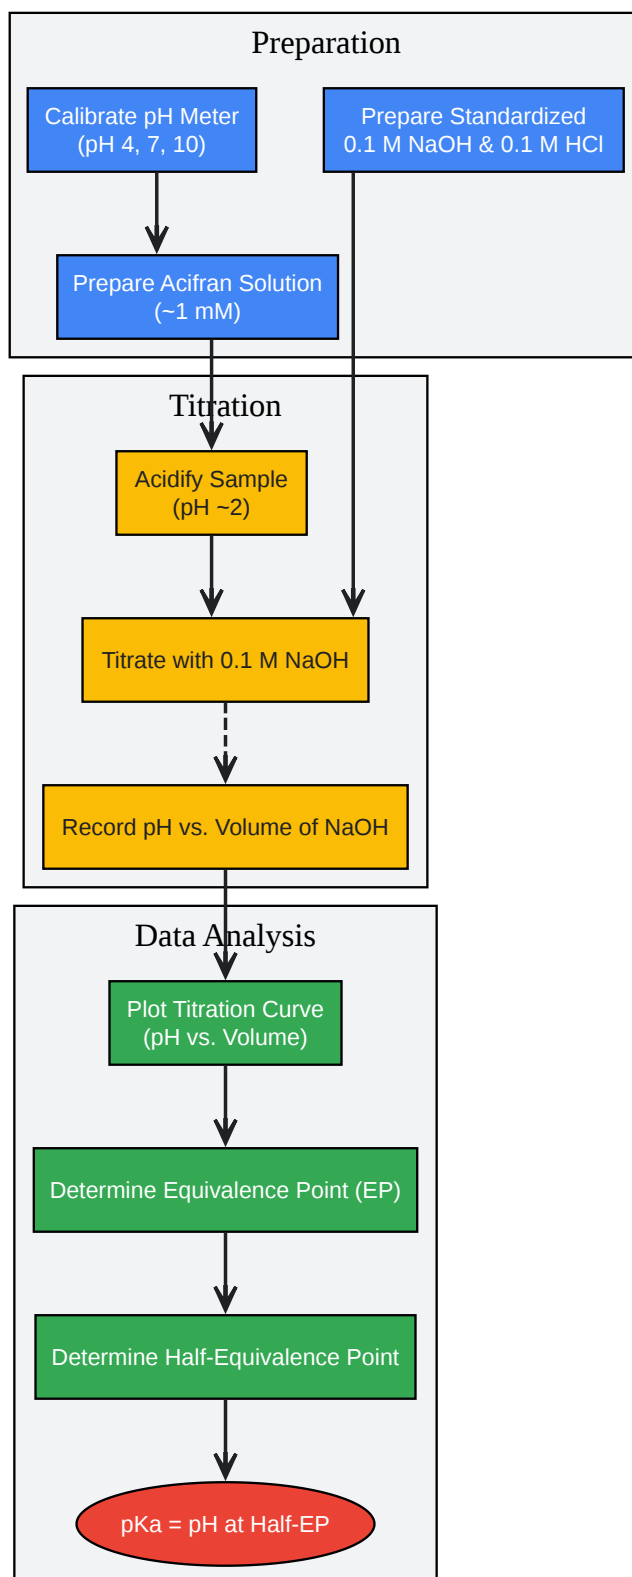 Preparation
Calibrate pH Meter
(pH 4, 7, 10)
Prepare Standardized
0.1 M NaOH & 0.1 M HCl
Prepare Acifran Solution
(~1 mM)
Titration
Acidify Sample
(pH ~2)
Titrate with 0.1 M NaOH
Record pH vs. Volume of NaOH
Data Analysis
Plot Titration Curve
(pH vs. Volume)
Determine Equivalence Point (EP)
Determine Half-Equivalence Point
pKa = pH at Half-EP